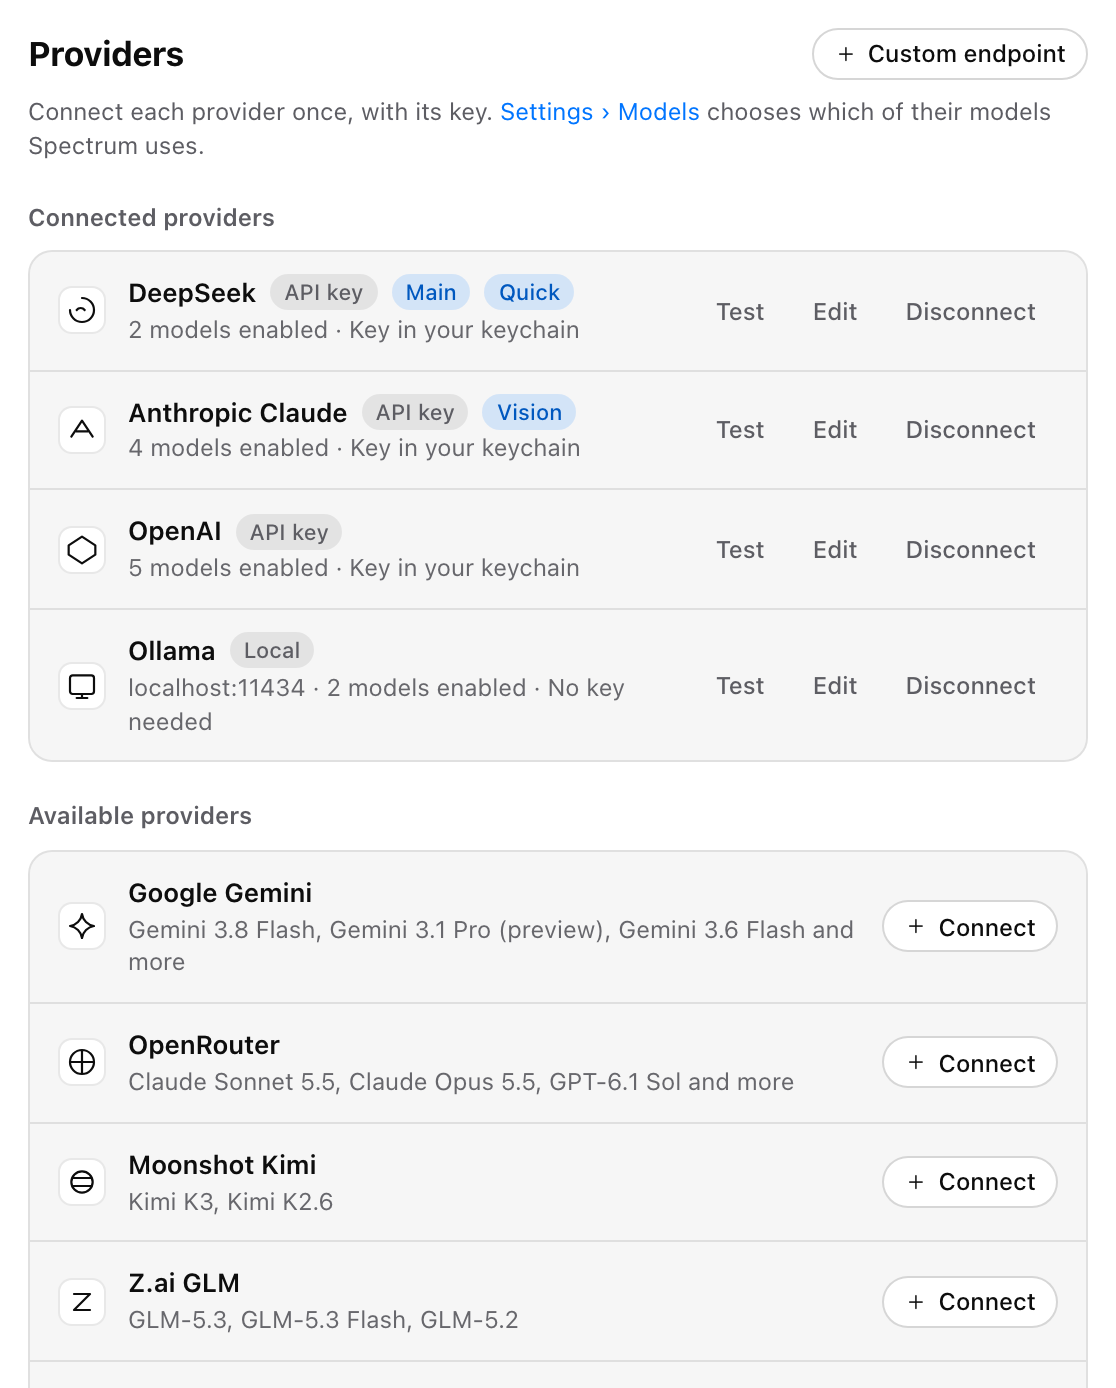 Providers
+ Custom endpoint
Connect each provider once, with its key. Settings › Models chooses which of their models
Spectrum uses.
Connected providers
DeepSeek API key Main Quick
2 models enabled · Key in your keychain
Test Edit Disconnect
Anthropic Claude API key Vision
4 models enabled · Key in your keychain
Test Edit Disconnect
OpenAI API key
5 models enabled · Key in your keychain
Test Edit Disconnect
Ollama Local
localhost:11434 · 2 models enabled · No key
needed
Test Edit Disconnect
Available providers
Google Gemini
Gemini 3.8 Flash, Gemini 3.1 Pro (preview), Gemini 3.6 Flash and
more
+ Connect
OpenRouter
Claude Sonnet 5.5, Claude Opus 5.5, GPT-6.1 Sol and more
+ Connect
Moonshot Kimi
Kimi K3, Kimi K2.6
+ Connect
Z.ai GLM
GLM-5.3, GLM-5.3 Flash, GLM-5.2
+ Connect